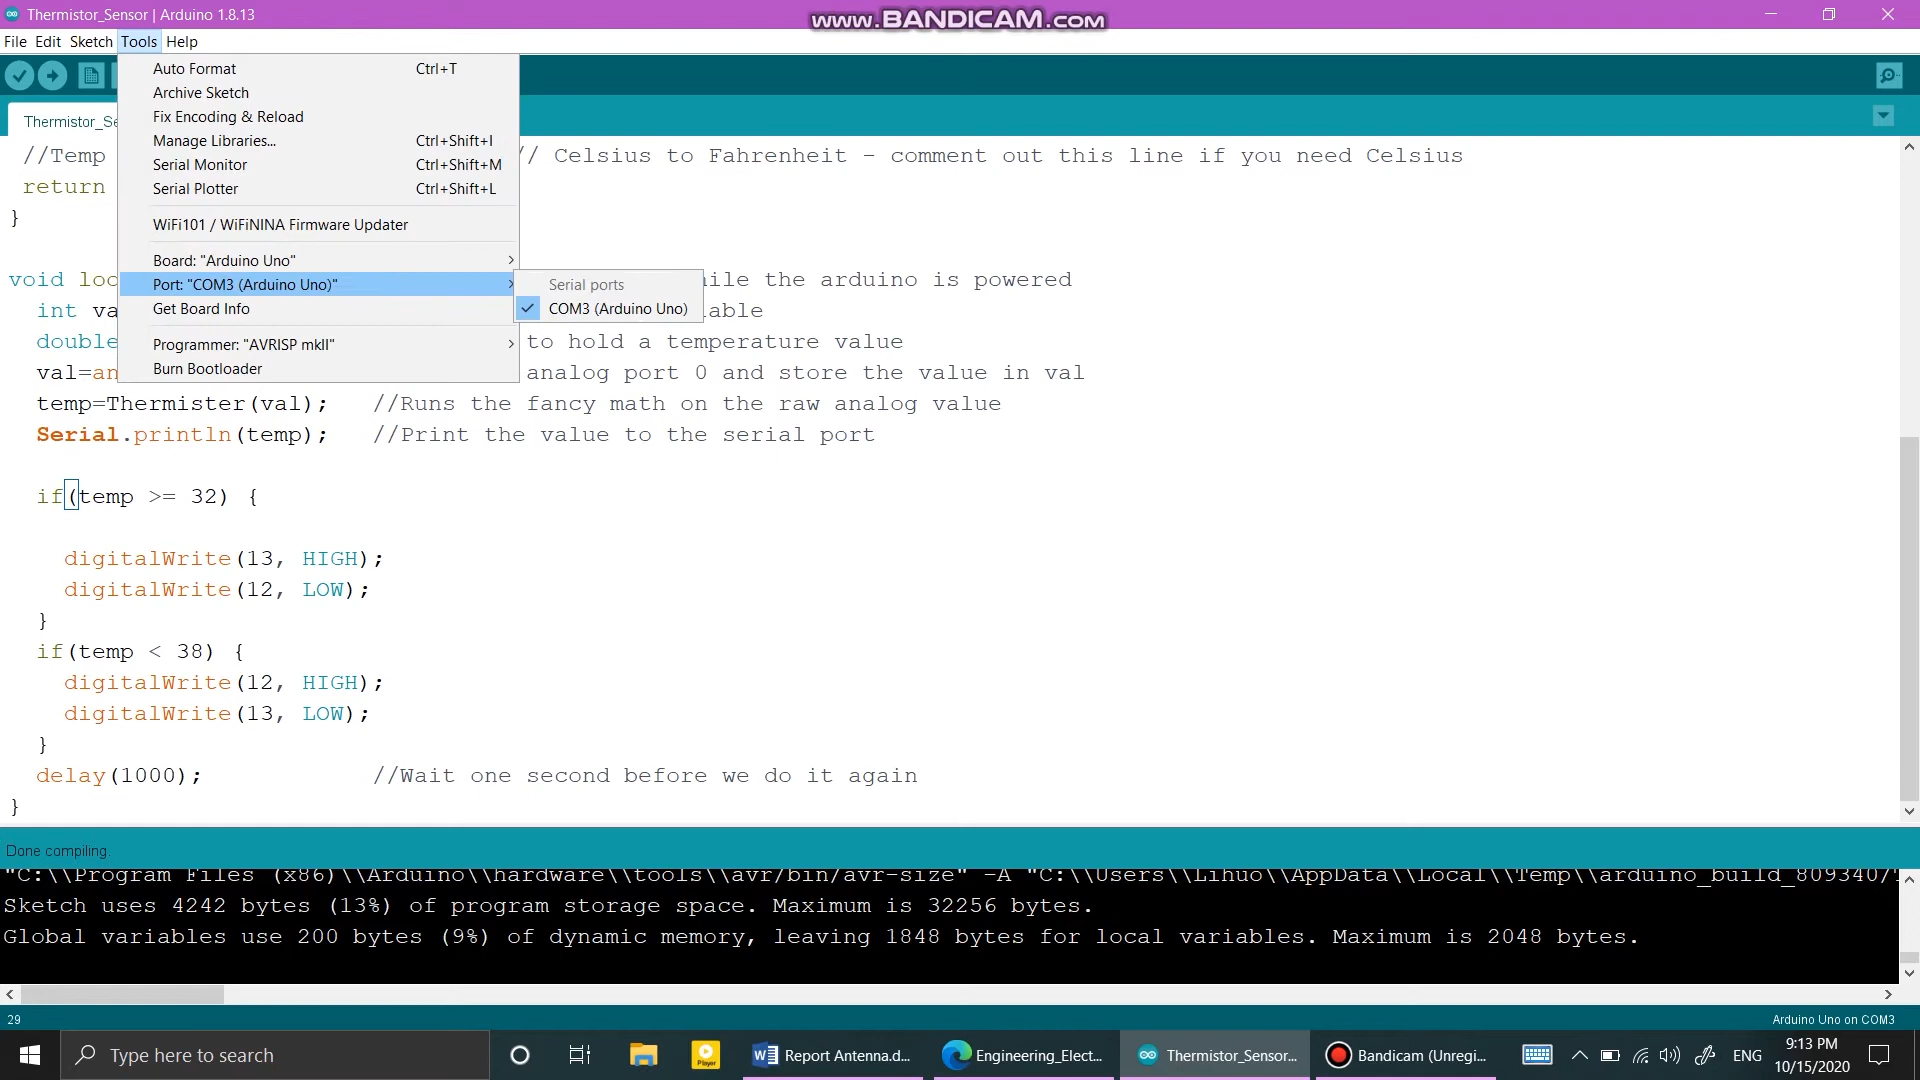 Thermistor_Sensor | Arduino 1.8.13
www.BANDICAM.com
File Edit Sketch Tools Help
Auto Format Ctrl+T
Archive Sketch
Fix Encoding & Reload
Thermistor_Se
Manage Libraries... Ctrl+Shift+I
//Temp // Celsius to Fahrenheit - comment out this line if you need Celsius
Serial Monitor Ctrl+Shift+M
return
Serial Plotter Ctrl+Shift+L
}
WiFi101 / WiFiNINA Firmware Updater
Board: "Arduino Uno"
void loo ile the arduino is powered
Port: "COM3 (Arduino Uno)"
Serial ports
int va iable
Get Board Info
COM3 (Arduino Uno)
double to hold a temperature value
Programmer: "AVRISP mkII"
Burn Bootloader
val=an analog port 0 and store the value in val
temp=Thermister(val); //Runs the fancy math on the raw analog value
Serial.println(temp); //Print the value to the serial port
if(temp >= 32) {
digitalWrite(13, HIGH);
digitalWrite(12, LOW);
}
if(temp < 38) {
digitalWrite(12, HIGH);
digitalWrite(13, LOW);
}
delay(1000); //Wait one second before we do it again
}
Done compiling.
"C:\\Program Files (x86)\\Arduino\\hardware\\tools\\avr/bin/avr-size" -A "C:\\Users\\Lihuo\\AppData\\Local\\Temp\\arduino_build_809340/
Sketch uses 4242 bytes (13%) of program storage space. Maximum is 32256 bytes.
Global variables use 200 bytes (9%) of dynamic memory, leaving 1848 bytes for local variables. Maximum is 2048 bytes.
29
Arduino Uno on COM3
Type here to search
Player
Report Antenna.d...
Engineering_Elect...
Thermistor_Sensor...
Bandicam (Unregi...
ENG
9:13 PM
10/15/2020